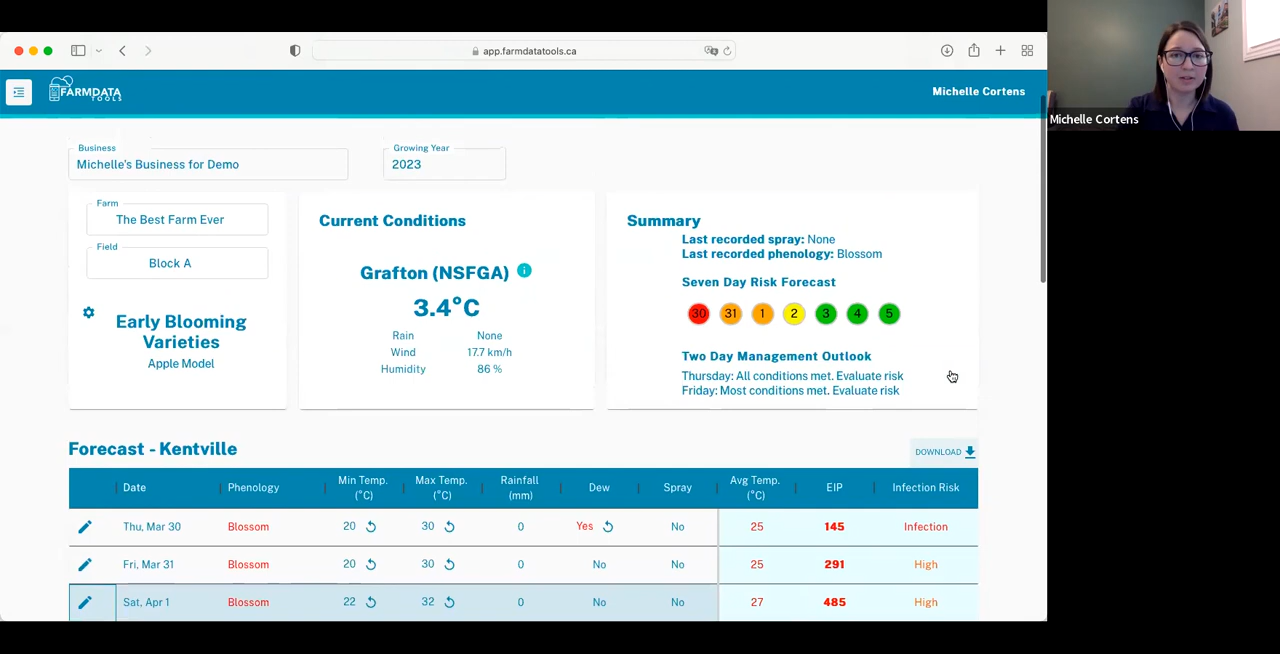 app.farmdatatools.ca
FARMDATA
TOOLS
Michelle Cortens
Michelle Cortens
Business
Michelle's Business for Demo
Growing Year
2023
Farm
The Best Farm Ever
Field
Block A
Early Blooming
Varieties
Apple Model
Current Conditions
Grafton (NSFGA) i
3.4°C
Rain None
Wind 17.7 km/h
Humidity 86 %
Summary
Last recorded spray: None
Last recorded phenology: Blossom
Seven Day Risk Forecast
30 31 1 2 3 4 5
Two Day Management Outlook
Thursday: All conditions met. Evaluate risk
Friday: Most conditions met. Evaluate risk
Forecast - Kentville
DOWNLOAD
Date Phenology Min Temp. (°C) Max Temp. (°C) Rainfall (mm) Dew Spray Avg Temp. (°C) EIP Infection Risk
Thu, Mar 30 Blossom 20 30 0 Yes No 25 145 Infection
Fri, Mar 31 Blossom 20 30 0 No No 25 291 High
Sat, Apr 1 Blossom 22 32 0 No No 27 485 High